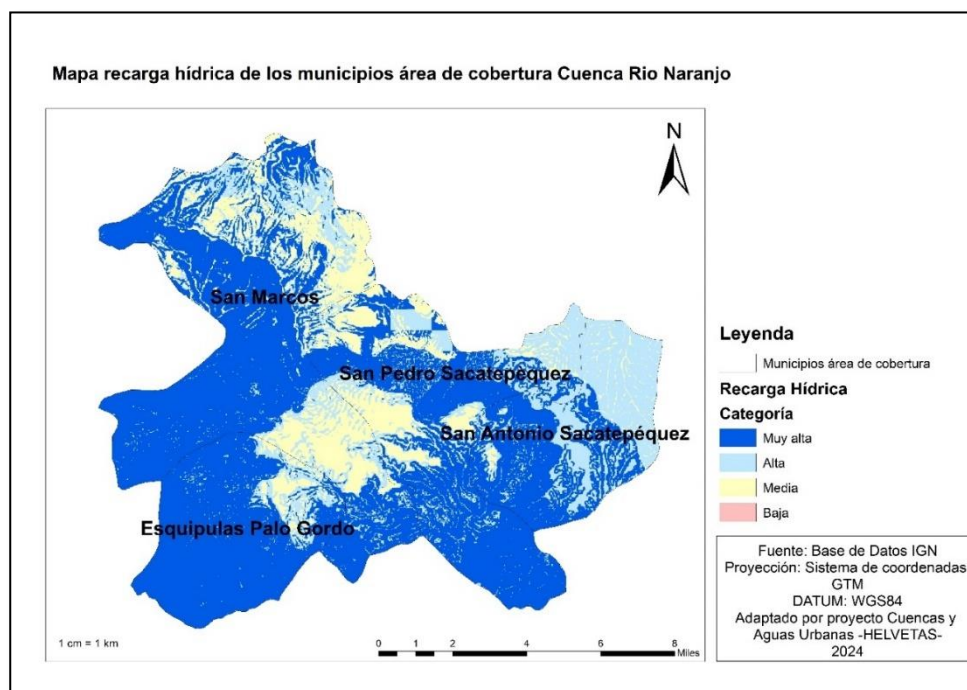 Mapa recarga hídrica de los municipios área de cobertura Cuenca Rio Naranjo
N
San Marcos
San Pedro Sacatepéquez
San Antonio Sacatepéquez
Esquipulas Palo Gordo
1 cm = 1 km
0 1 2 4 6 8
Miles
Leyenda
Municipios área de cobertura
Recarga Hídrica
Categoría
Muy alta
Alta
Media
Baja
Fuente: Base de Datos IGN
Proyección: Sistema de coordenadas
GTM
DATUM: WGS84
Adaptado por proyecto Cuencas y
Aguas Urbanas -HELVETAS-
2024